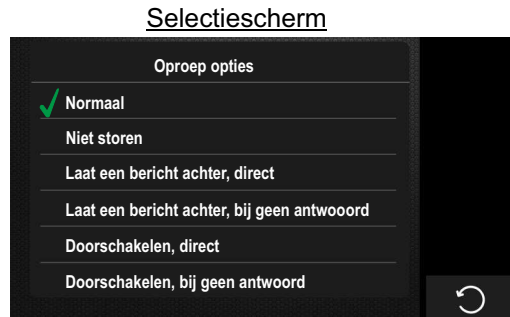 Selectiescherm
Oproep opties
Normaal
Niet storen
Laat een bericht achter, direct
Laat een bericht achter, bij geen antwooord
Doorschakelen, direct
Doorschakelen, bij geen antwoord